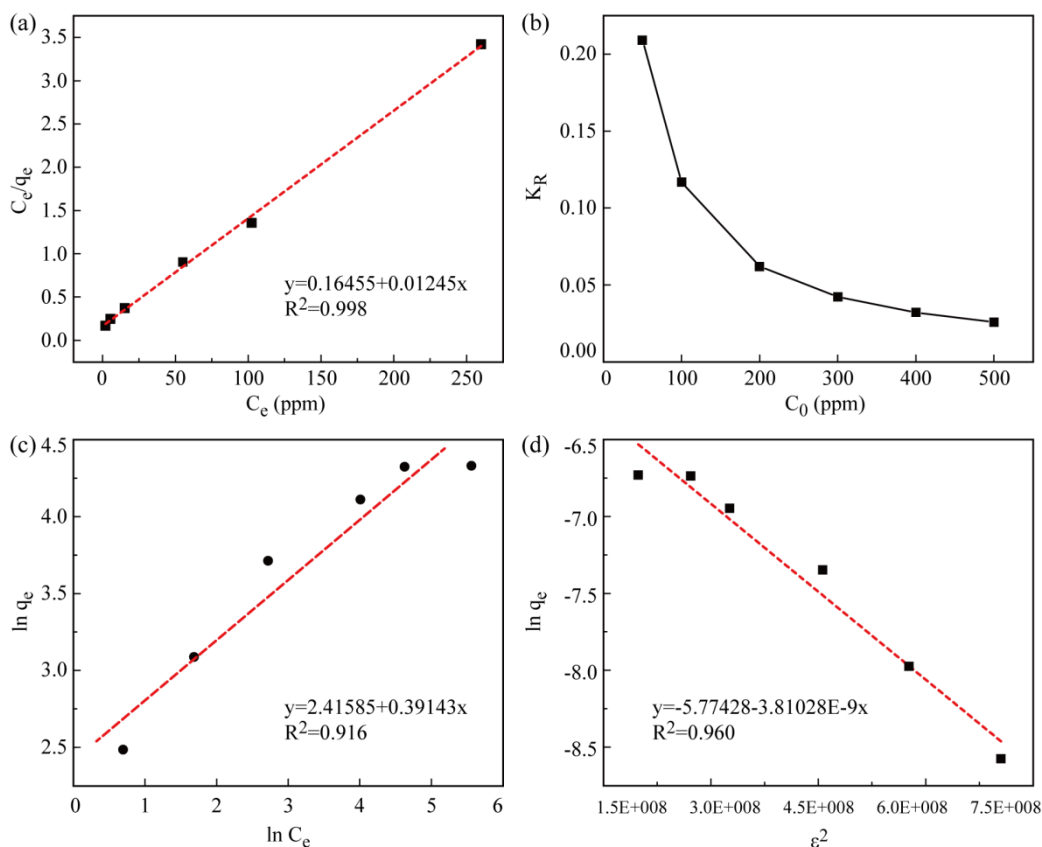 (a)
3.5
3.0
2.5
2.0
1.5
1.0
0.5
0.0
Ce/qe
y=0.16455+0.01245x
R2=0.998
0 50 100 150 200 250
Ce (ppm)
(b)
0.20
0.15
0.10
0.05
0.00
KR
0 100 200 300 400 500
C0 (ppm)
(c)
4.5
4.0
3.5
3.0
2.5
ln qe
y=2.41585+0.39143x
R2=0.916
0 1 2 3 4 5 6
ln Ce
(d)
-6.5
-7.0
-7.5
-8.0
-8.5
ln qe
y=-5.77428-3.81028E-9x
R2=0.960
1.5E+008 3.0E+008 4.5E+008 6.0E+008 7.5E+008
ε2